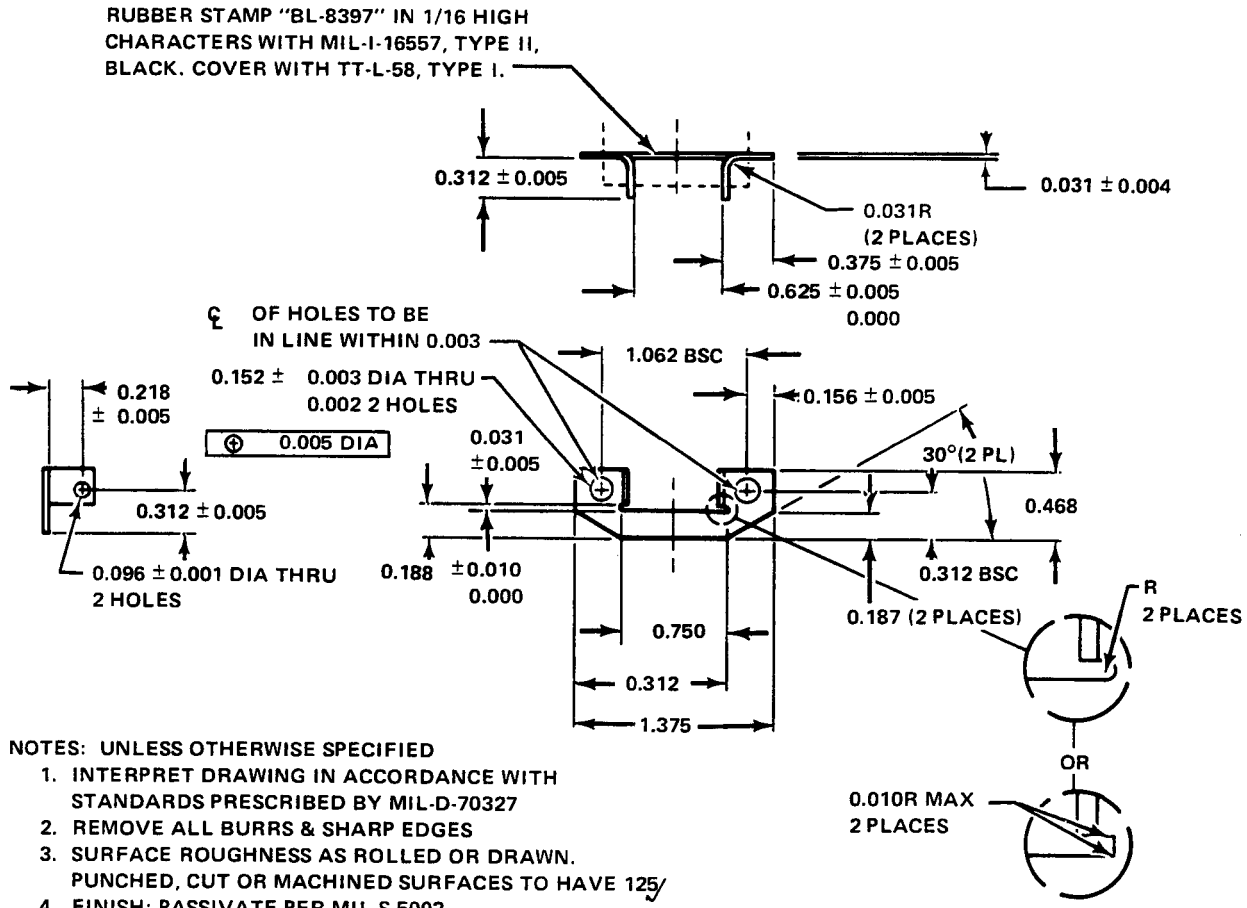 RUBBER STAMP "BL-8397" IN 1/16 HIGH
CHARACTERS WITH MIL-I-16557, TYPE II,
BLACK. COVER WITH TT-L-58, TYPE I.
0.312 ± 0.005
0.031 ± 0.004
0.031R
(2 PLACES)
0.375 ± 0.005
0.625 ± 0.005
0.000
℄ OF HOLES TO BE
IN LINE WITHIN 0.003
1.062 BSC
0.152 ± 0.003 DIA THRU
0.002 2 HOLES
0.218
± 0.005
0.156 ± 0.005
⌖ 0.005 DIA
0.031
±0.005
30°(2 PL)
0.312 ± 0.005
0.468
0.096 ± 0.001 DIA THRU
2 HOLES
0.188 ±0.010
0.000
0.312 BSC
0.187 (2 PLACES)
R
2 PLACES
0.750
0.312
1.375
NOTES: UNLESS OTHERWISE SPECIFIED
1. INTERPRET DRAWING IN ACCORDANCE WITH
STANDARDS PRESCRIBED BY MIL-D-70327
2. REMOVE ALL BURRS & SHARP EDGES
3. SURFACE ROUGHNESS AS ROLLED OR DRAWN.
PUNCHED, CUT OR MACHINED SURFACES TO HAVE 125/
4. FINISH: PASSIVATE PER MIL-S-5002
OR
0.010R MAX
2 PLACES